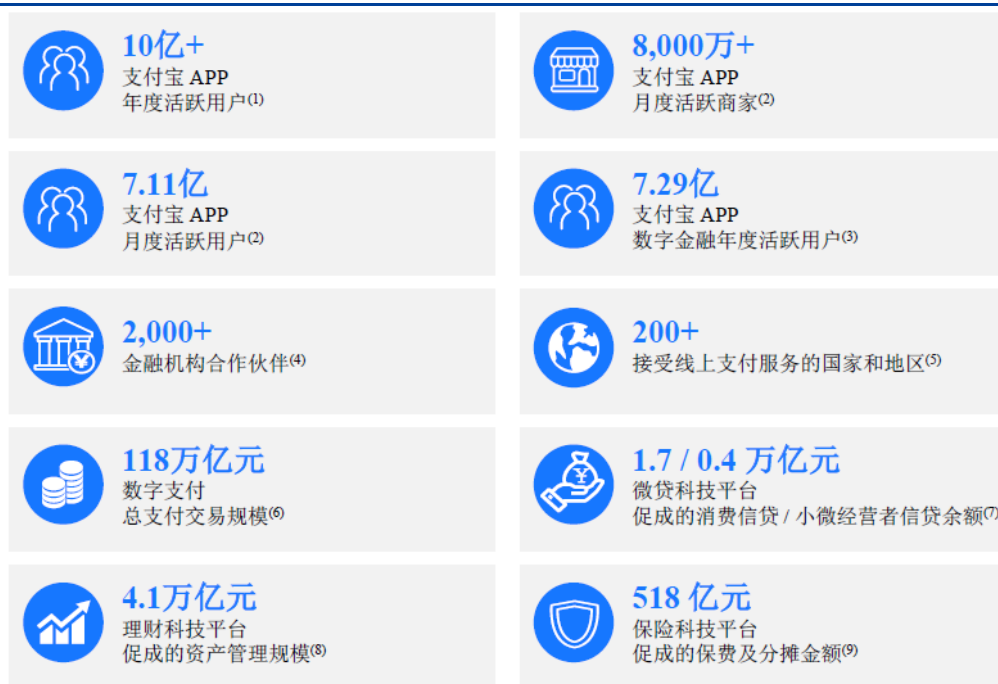 10亿+
支付宝 APP
年度活跃用户(1)
8,000万+
支付宝 APP
月度活跃商家(2)
7.11亿
支付宝 APP
月度活跃用户(2)
7.29亿
支付宝 APP
数字金融年度活跃用户(3)
2,000+
金融机构合作伙伴(4)
200+
接受线上支付服务的国家和地区(5)
118万亿元
数字支付
总支付交易规模(6)
1.7 / 0.4 万亿元
微贷科技平台
促成的消费信贷 / 小微经营者信贷余额(7)
4.1万亿元
理财科技平台
促成的资产管理规模(8)
518 亿元
保险科技平台
促成的保费及分摊金额(9)